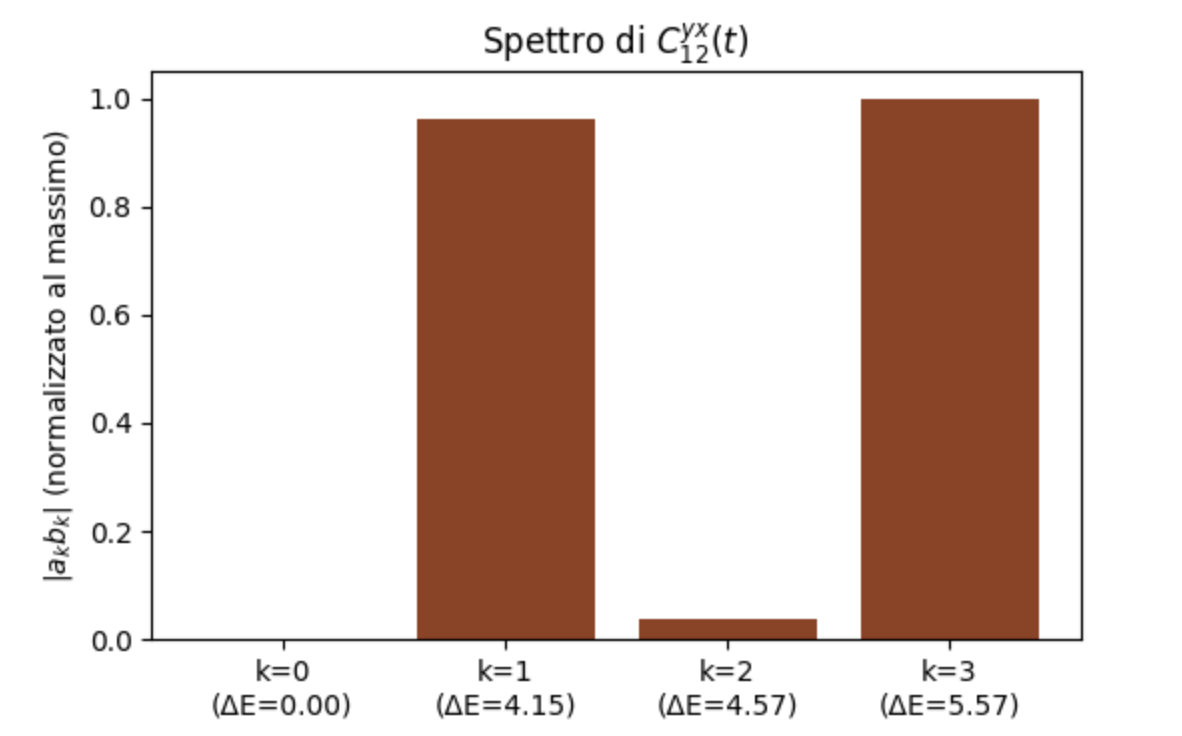 Spettro di $C_{12}^{yx}(t)$
|a_k b_k| (normalizzato al massimo)
1.0
0.8
0.6
0.4
0.2
0.0
k=0 k=1 k=2 k=3
(ΔE=0.00) (ΔE=4.15) (ΔE=4.57) (ΔE=5.57)